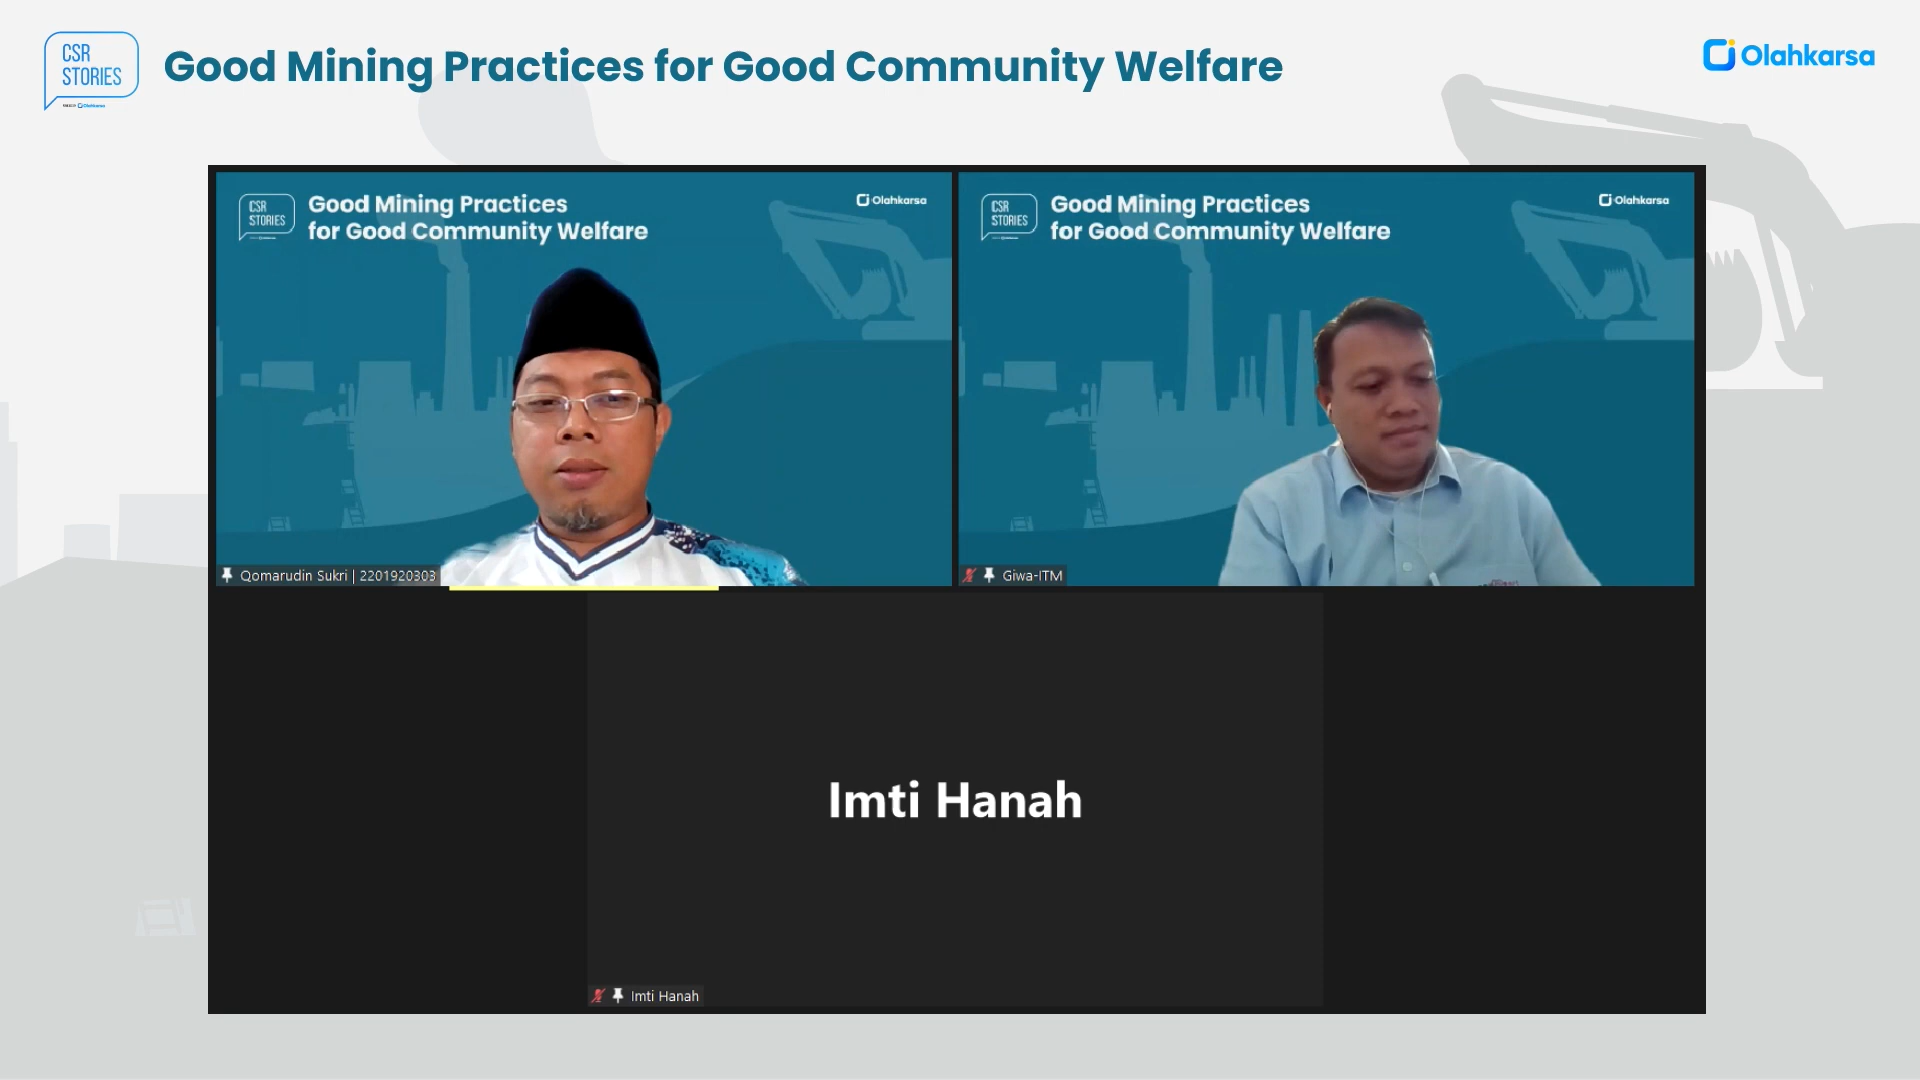 CSR
STORIES
Good Mining Practices for Good Community Welfare
Olahkarsa
CSR
STORIES
Good Mining Practices
for Good Community Welfare
Olahkarsa
Qomarudin Sukri | 2201920303
CSR
STORIES
Good Mining Practices
for Good Community Welfare
Olahkarsa
Giwa-ITM
Imti Hanah
Imti Hanah